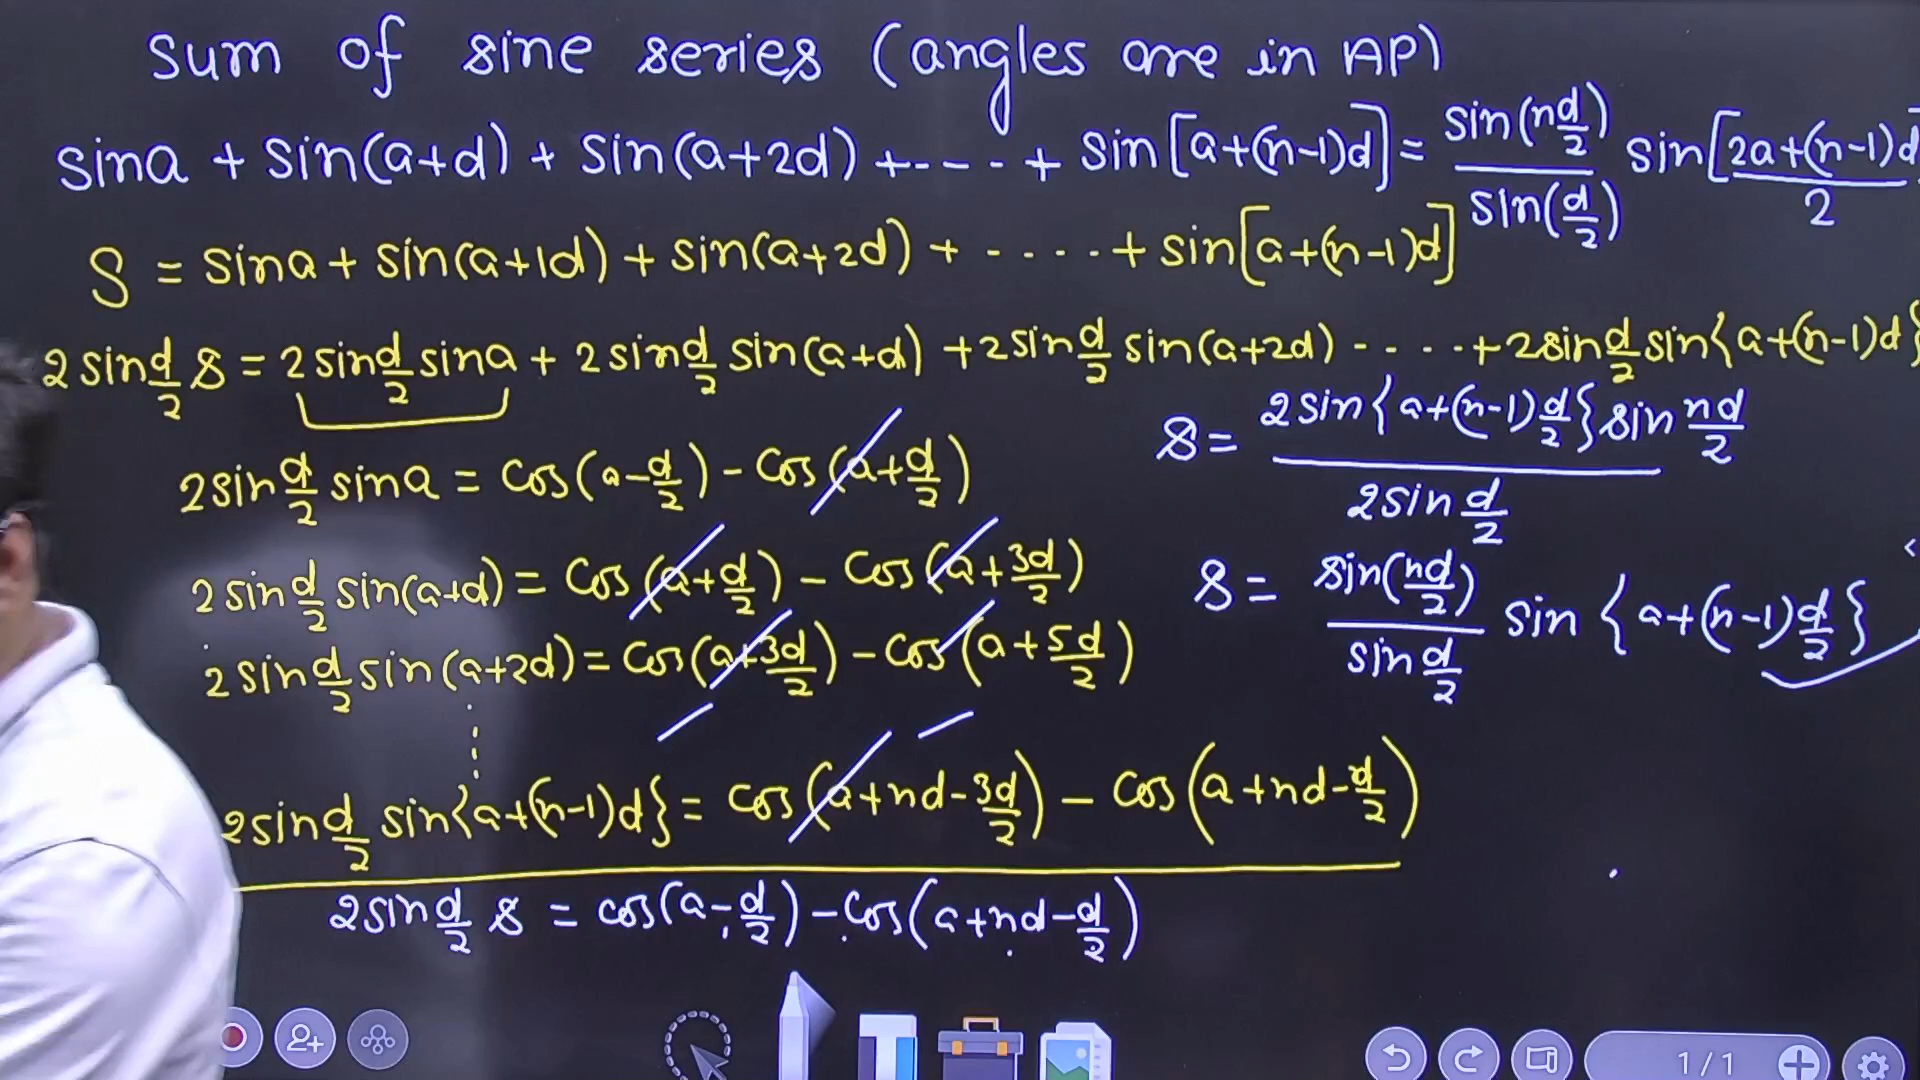 Sum of sine series (angles are in AP)
sina + sin(a+d) + sin(a+2d) +---- + sin[a+(n-1)d] = sin(nd/2)/sin(d/2) sin[2a+(n-1)d/2]
S = sina + sin(a+1d) + sin(a+2d) + ..... + sin[a+(n-1)d]
2sin d/2 S = 2sin d/2 sina + 2sin d/2 sin(a+d) + 2sin d/2 sin(a+2d) - . . . . + 2sin d/2 sin{a+(n-1)d}
2sin d/2 sina = cos(a-d/2) - cos(a+d/2)
2sin d/2 sin(a+d) = cos(a+d/2) - cos(a+3d/2)
2sin d/2 sin(a+2d) = cos(a+3d/2) - cos(a+5d/2)
2sin d/2 sin{a+(n-1)d} = cos(a+nd-3d/2) - cos(a+nd-d/2)
2sin d/2 S = cos(a-d/2) - cos(a+nd-d/2)
S = 2sin{a+(n-1)d/2} sin nd/2 / 2sin d/2
S = sin(nd/2)/sin d/2 sin{a+(n-1)d/2}
1/1